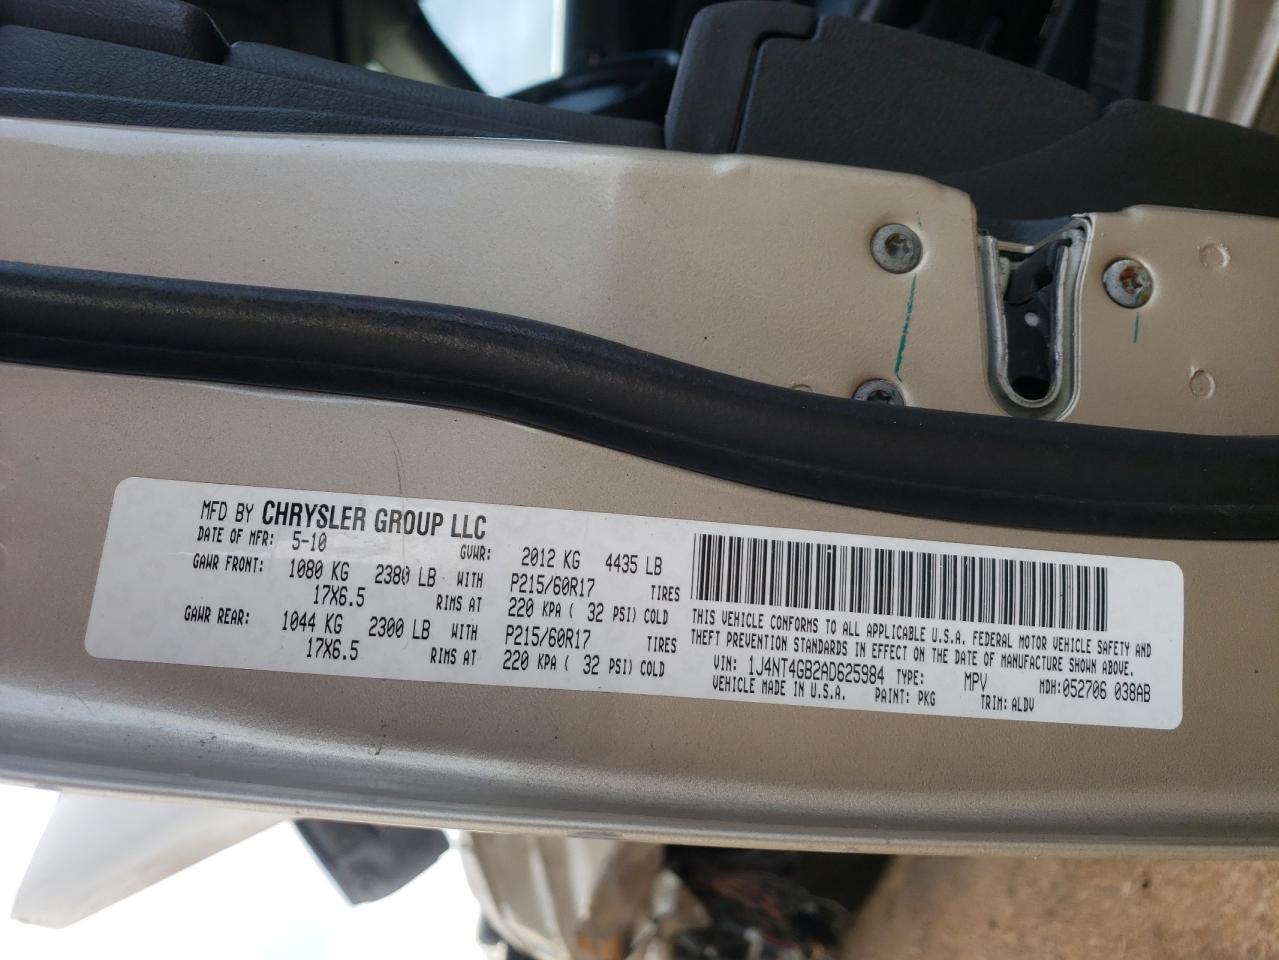 MFD BY CHRYSLER GROUP LLC
DATE OF MFR: 5-10 GVWR: 2012 KG 4435 LB
GAWR FRONT: 1080 KG 2380 LB WITH P215/60R17 TIRES
17X6.5 RIMS AT 220 KPA ( 32 PSI) COLD
GAWR REAR: 1044 KG 2300 LB WITH P215/60R17 TIRES
17X6.5 RIMS AT 220 KPA ( 32 PSI) COLD
THIS VEHICLE CONFORMS TO ALL APPLICABLE U.S.A. FEDERAL MOTOR VEHICLE SAFETY AND
THEFT PREVENTION STANDARDS IN EFFECT ON THE DATE OF MANUFACTURE SHOWN ABOVE.
VIN: 1J4NT4GB2AD625984 TYPE: MPV MDH:052706 038AB
VEHICLE MADE IN U.S.A. PAINT: PKG TRIM: ALDV